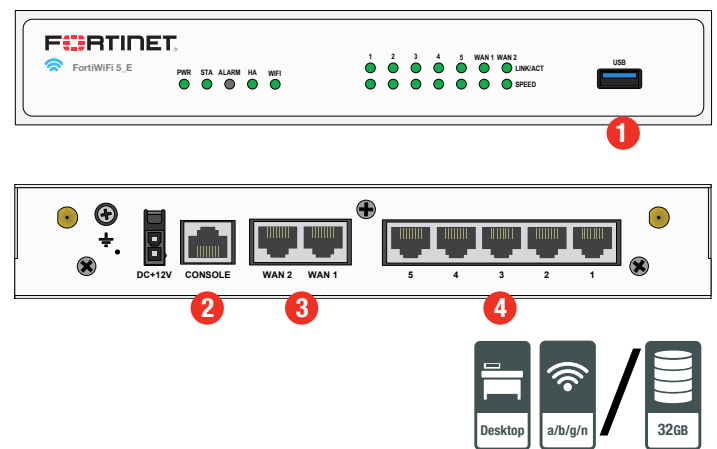 FORTINET.
FortiWiFi 5_E
PWR STA ALARM HA WIFI
1 2 3 4 5 WAN 1 WAN 2
LINK/ACT
SPEED
USB
1
DC+12V CONSOLE WAN 2 WAN 1 5 4 3 2 1
2 3 4
Desktop a/b/g/n / 32GB